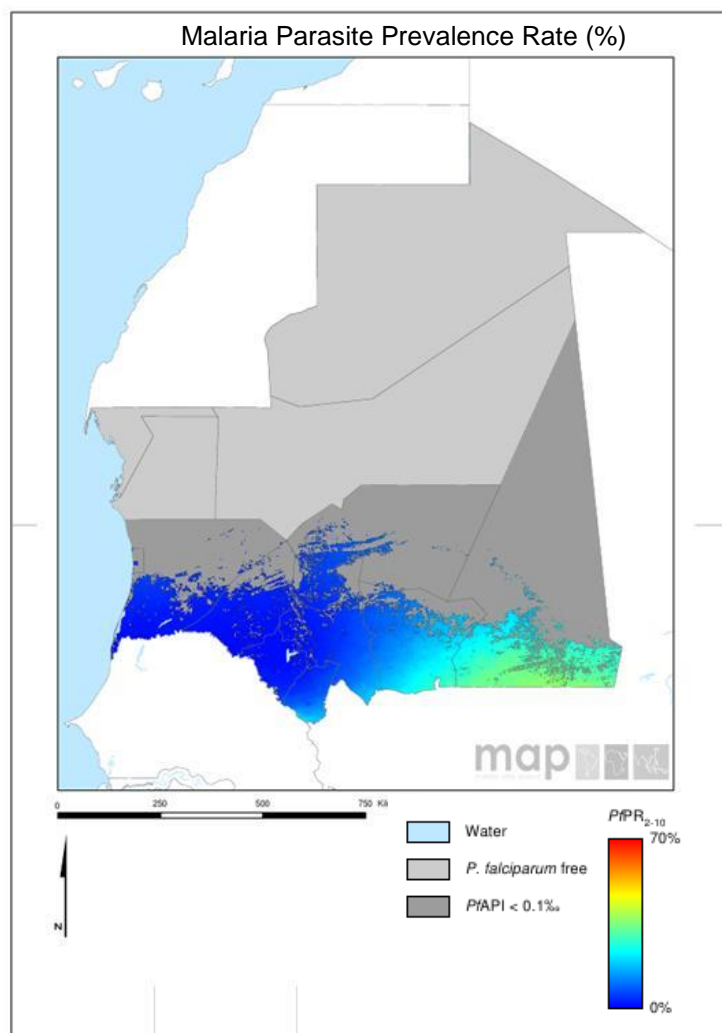 Malaria Parasite Prevalence Rate (%)
map
0 250 500 750 K
PfPR2-10
Water
70%
P. falciparum free
PfAPI < 0.1‰
N
0%